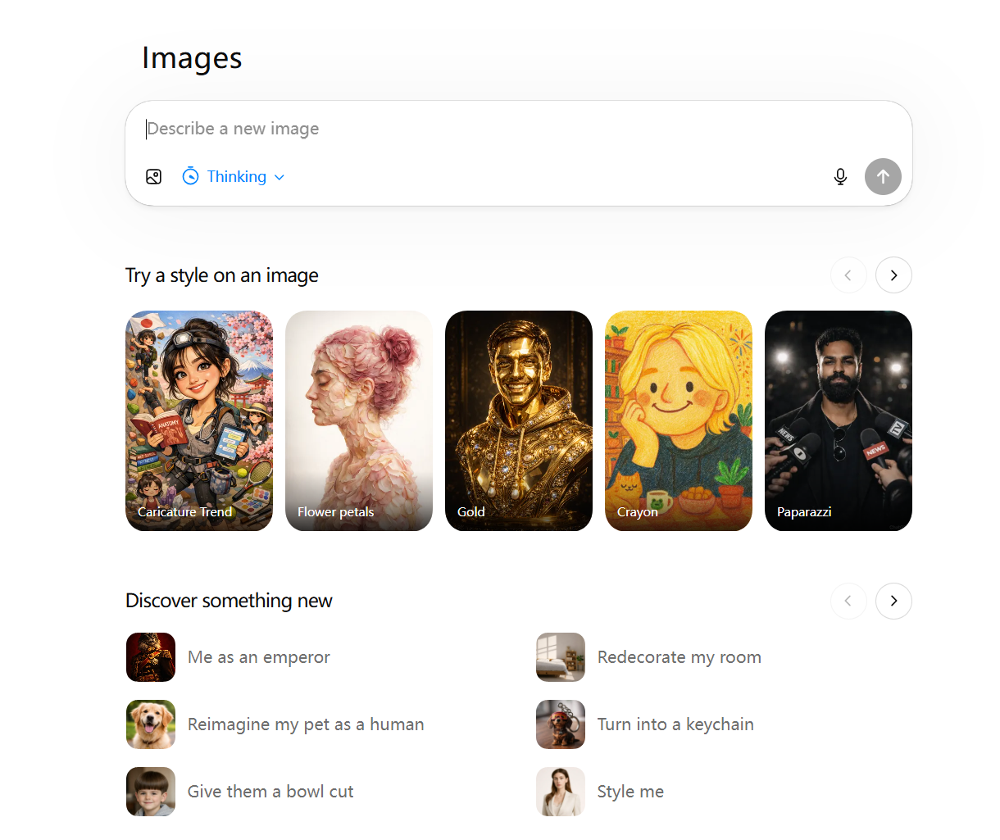 Images
Describe a new image
Thinking
Try a style on an image
ANATOMY
Caricature Trend
Flower petals
Gold
Crayon
NEWS
NEWS
TV
Paparazzi
Discover something new
Me as an emperor
Redecorate my room
Reimagine my pet as a human
Turn into a keychain
Give them a bowl cut
Style me